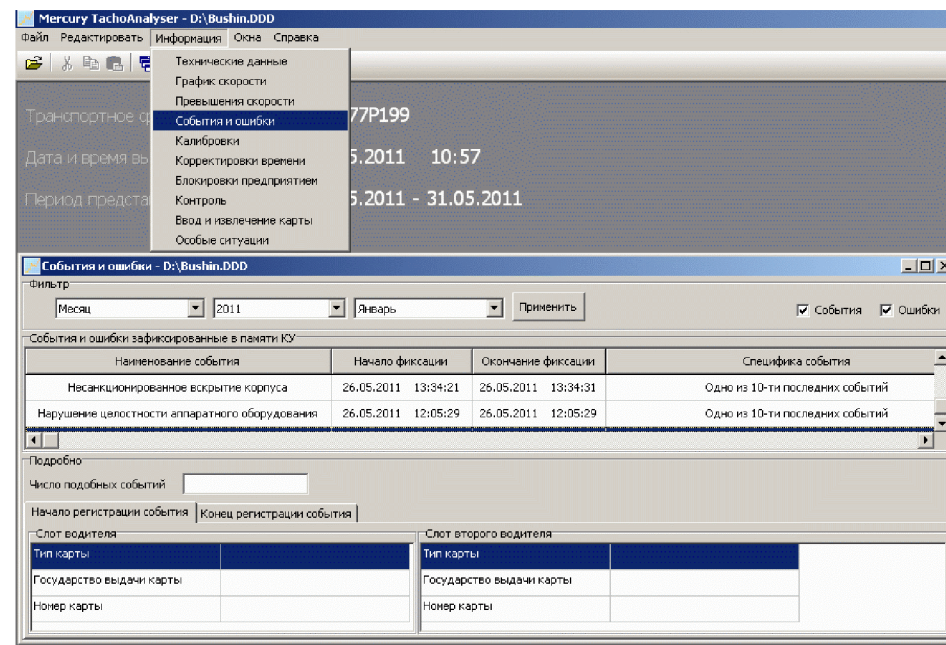 Mercury TachoAnalyser - D:\Bushin.DDD
Файл Редактировать Информация Окна Справка
Технические данные
График скорости
Превышения скорости
События и ошибки
Калибровки
Корректировки времени
Блокировки предприятием
Контроль
Ввод и извлечение карты
Особые ситуации
Транспортное 77Р199
Дата и время 5.2011 10:57
Период 5.2011 - 31.05.2011
События и ошибки - D:\Bushin.DDD
Фильтр
Месяц 2011 Январь Применить События Ошибки
События и ошибки зафиксированные в памяти КУ
Наименование события Начало фиксации Окончание фиксации Специфика события
Несанкционированное вскрытие корпуса 26.05.2011 13:34:21 26.05.2011 13:34:31 Одно из 10-ти последних событий
Нарушение целостности аппаратного оборудования 26.05.2011 12:05:29 26.05.2011 12:05:29 Одно из 10-ти последних событий
Подробно
Число подобных событий
Начало регистрации события Конец регистрации события
Слот водителя Слот второго водителя
Тип карты Тип карты
Государство выдачи карты Государство выдачи карты
Номер карты Номер карты